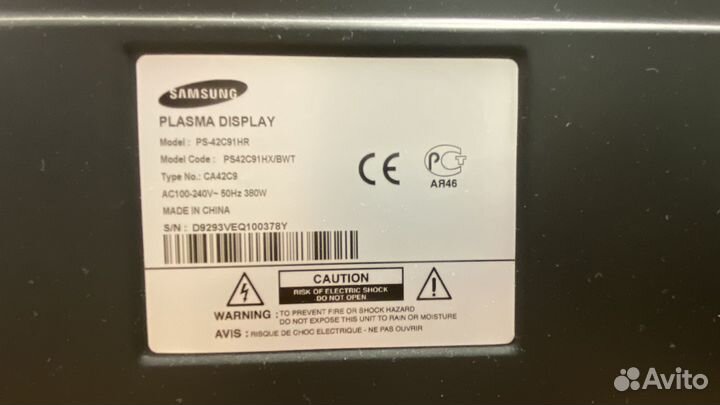 SAMSUNG
PLASMA DISPLAY
Model : PS-42C91HR
Model Code : PS42C91HX/BWT
Type No.: CA42C9
AC100-240V~ 50Hz 380W
MADE IN CHINA
S/N : D9293VEQ100378Y
CE
РСТ
АЯ46
CAUTION
RISK OF ELECTRIC SHOCK
DO NOT OPEN
WARNING : TO PREVENT FIRE OR SHOCK HAZARD
DO NOT EXPOSE THIS UNIT TO RAIN OR MOISTURE
AVIS : RISQUE DE CHOC ELECTRIQUE - NE PAS OUVRIR
Avito